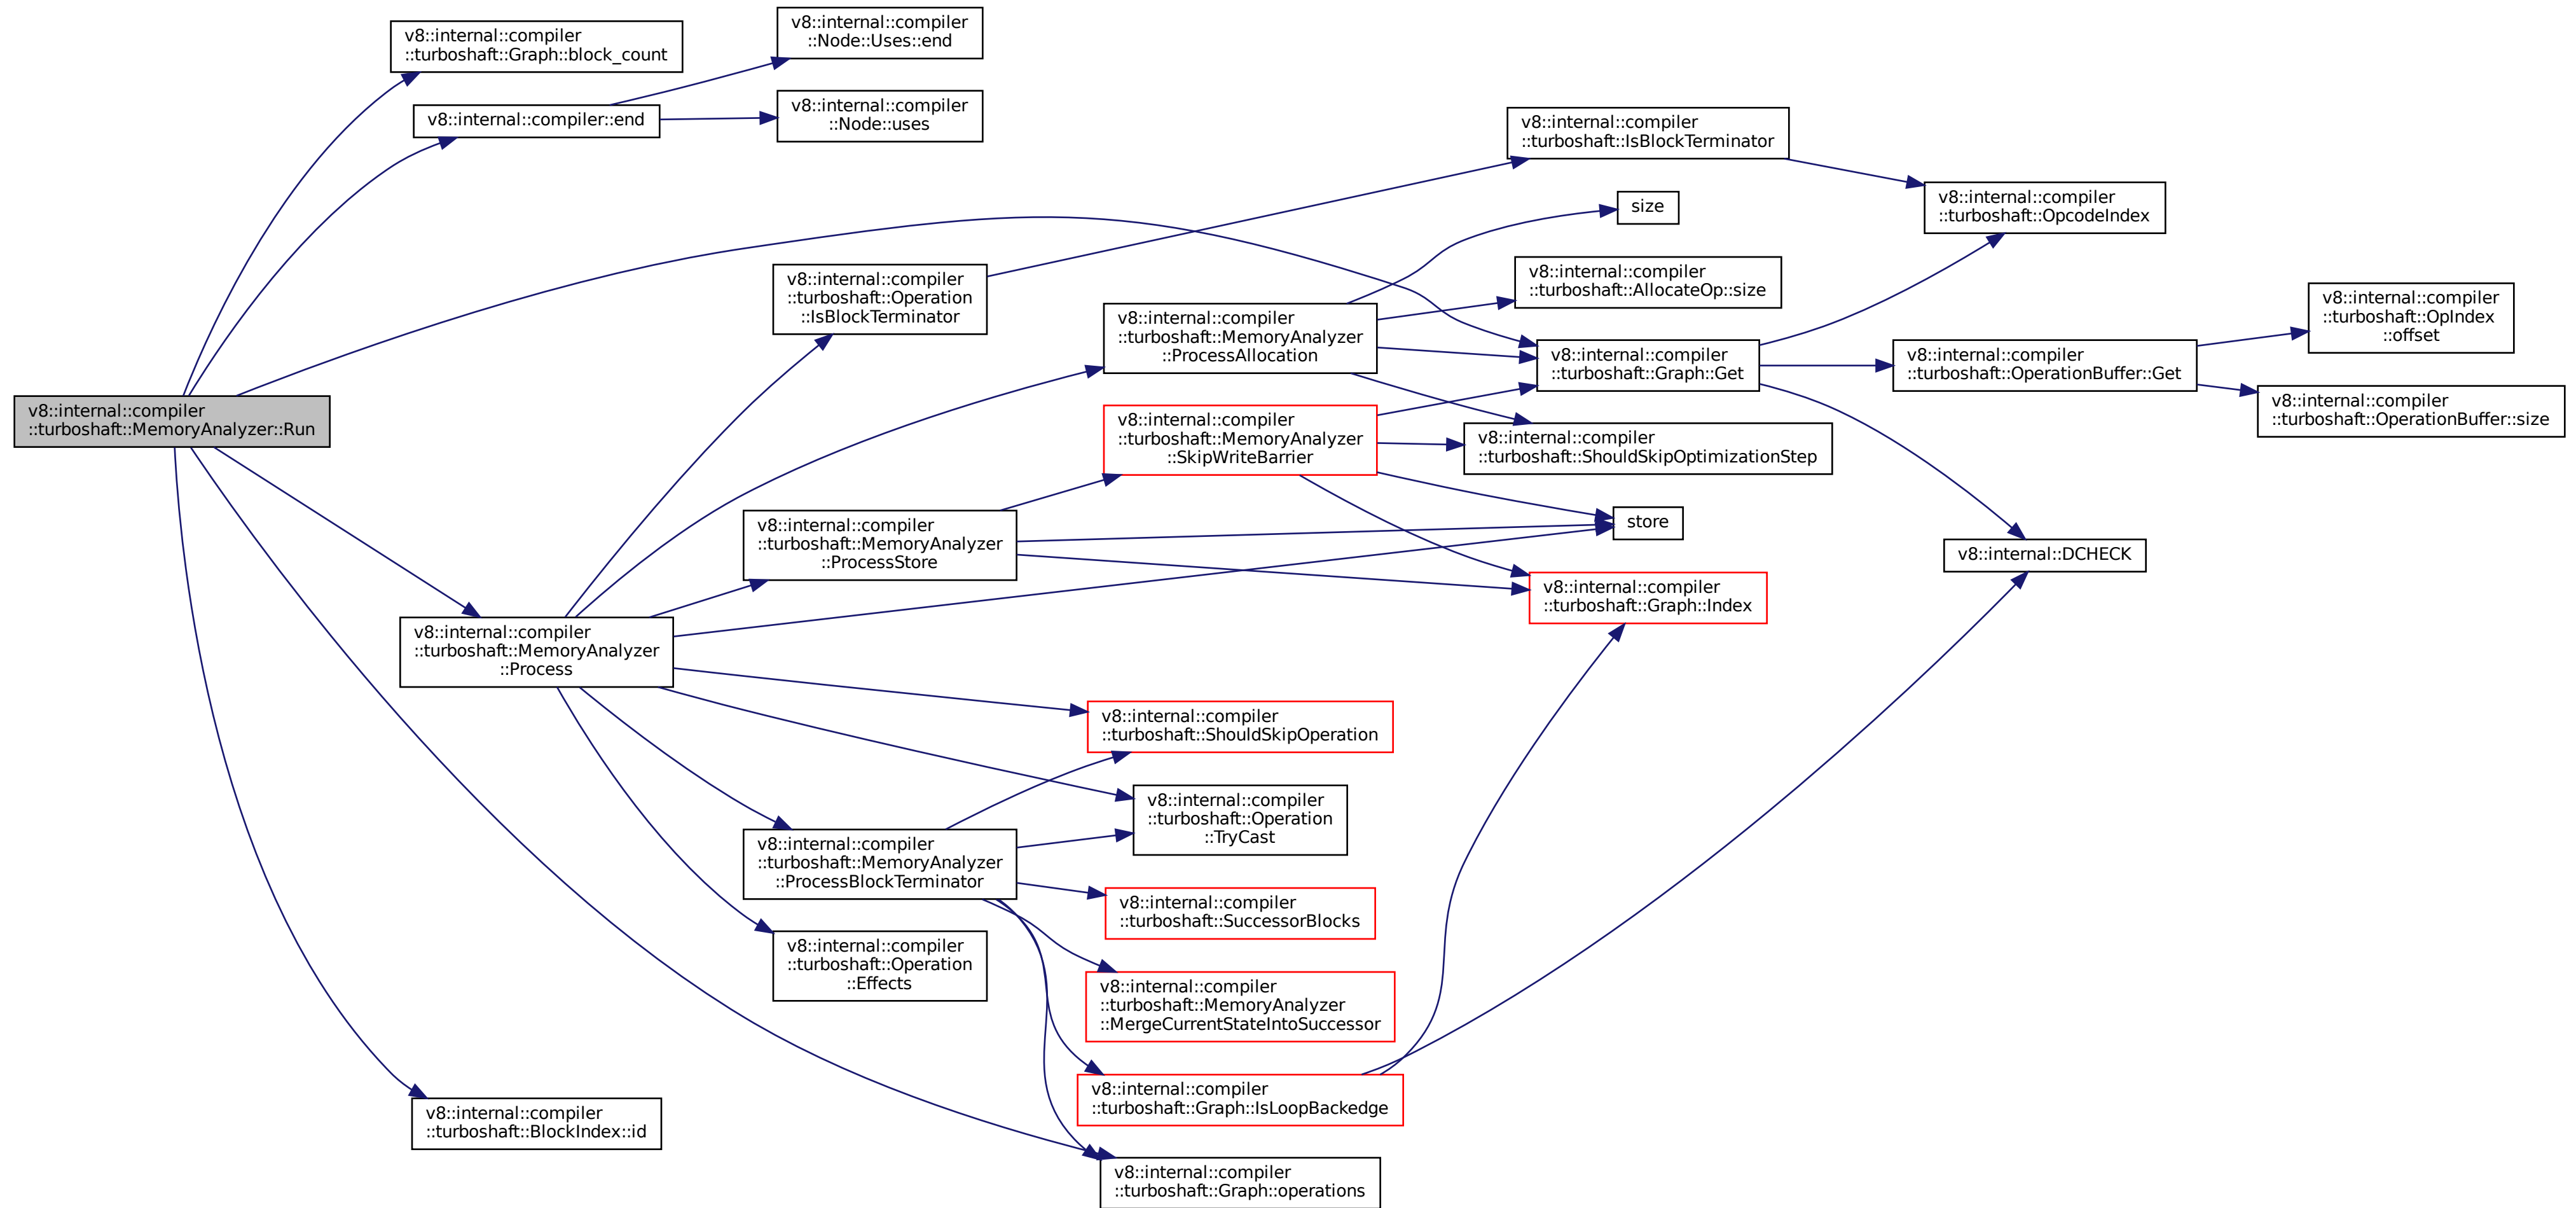 v8::internal::compiler
::turboshaft::MemoryAnalyzer::Run
v8::internal::compiler
::turboshaft::Graph::block_count
v8::internal::compiler::end
v8::internal::compiler
::Node::Uses::end
v8::internal::compiler
::Node::uses
v8::internal::compiler
::turboshaft::MemoryAnalyzer
::Process
v8::internal::compiler
::turboshaft::BlockIndex::id
v8::internal::compiler
::turboshaft::Operation
::IsBlockTerminator
v8::internal::compiler
::turboshaft::MemoryAnalyzer
::ProcessStore
v8::internal::compiler
::turboshaft::MemoryAnalyzer
::ProcessBlockTerminator
v8::internal::compiler
::turboshaft::Operation
::Effects
v8::internal::compiler
::turboshaft::MemoryAnalyzer
::ProcessAllocation
v8::internal::compiler
::turboshaft::MemoryAnalyzer
::SkipWriteBarrier
v8::internal::compiler
::turboshaft::ShouldSkipOperation
v8::internal::compiler
::turboshaft::Operation
::TryCast
v8::internal::compiler
::turboshaft::SuccessorBlocks
v8::internal::compiler
::turboshaft::MemoryAnalyzer
::MergeCurrentStateIntoSuccessor
v8::internal::compiler
::turboshaft::Graph::IsLoopBackedge
v8::internal::compiler
::turboshaft::Graph::operations
v8::internal::compiler
::turboshaft::IsBlockTerminator
size
v8::internal::compiler
::turboshaft::AllocateOp::size
v8::internal::compiler
::turboshaft::Graph::Get
v8::internal::compiler
::turboshaft::ShouldSkipOptimizationStep
store
v8::internal::compiler
::turboshaft::Graph::Index
v8::internal::compiler
::turboshaft::OpcodeIndex
v8::internal::compiler
::turboshaft::OperationBuffer::Get
v8::internal::DCHECK
v8::internal::compiler
::turboshaft::OpIndex
::offset
v8::internal::compiler
::turboshaft::OperationBuffer::size